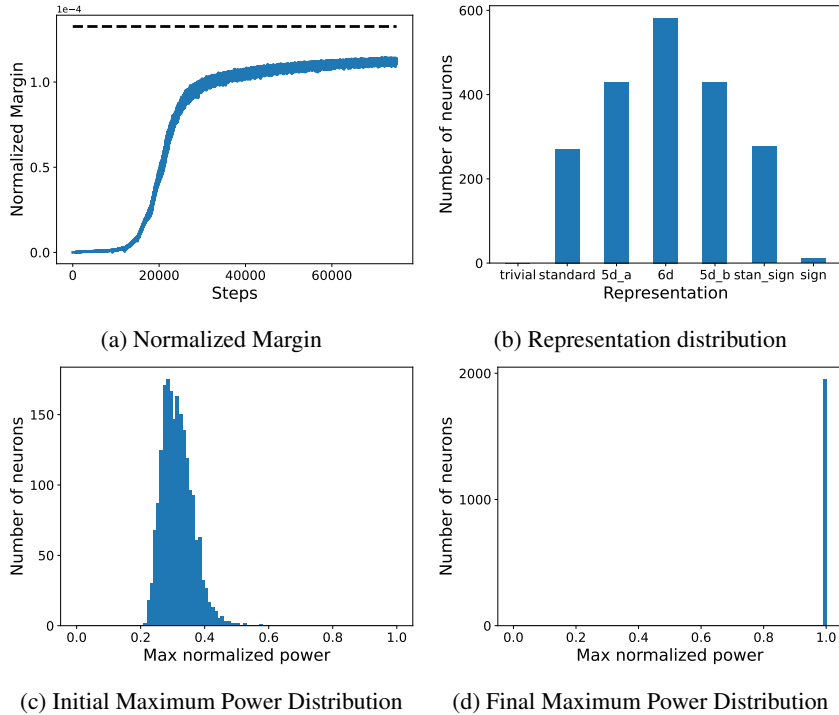 1e−4
Normalized Margin
1.0
0.5
0.0
0 20000 40000 60000
Steps
(a) Normalized Margin
Number of neurons
600
400
200
0
trivial standard 5d_a 6d 5d_b stan_sign sign
Representation
(b) Representation distribution
Number of neurons
150
100
50
0
0.0 0.2 0.4 0.6 0.8 1.0
Max normalized power
(c) Initial Maximum Power Distribution
Number of neurons
2000
1000
0
0.0 0.2 0.4 0.6 0.8 1.0
Max normalized power
(d) Final Maximum Power Distribution